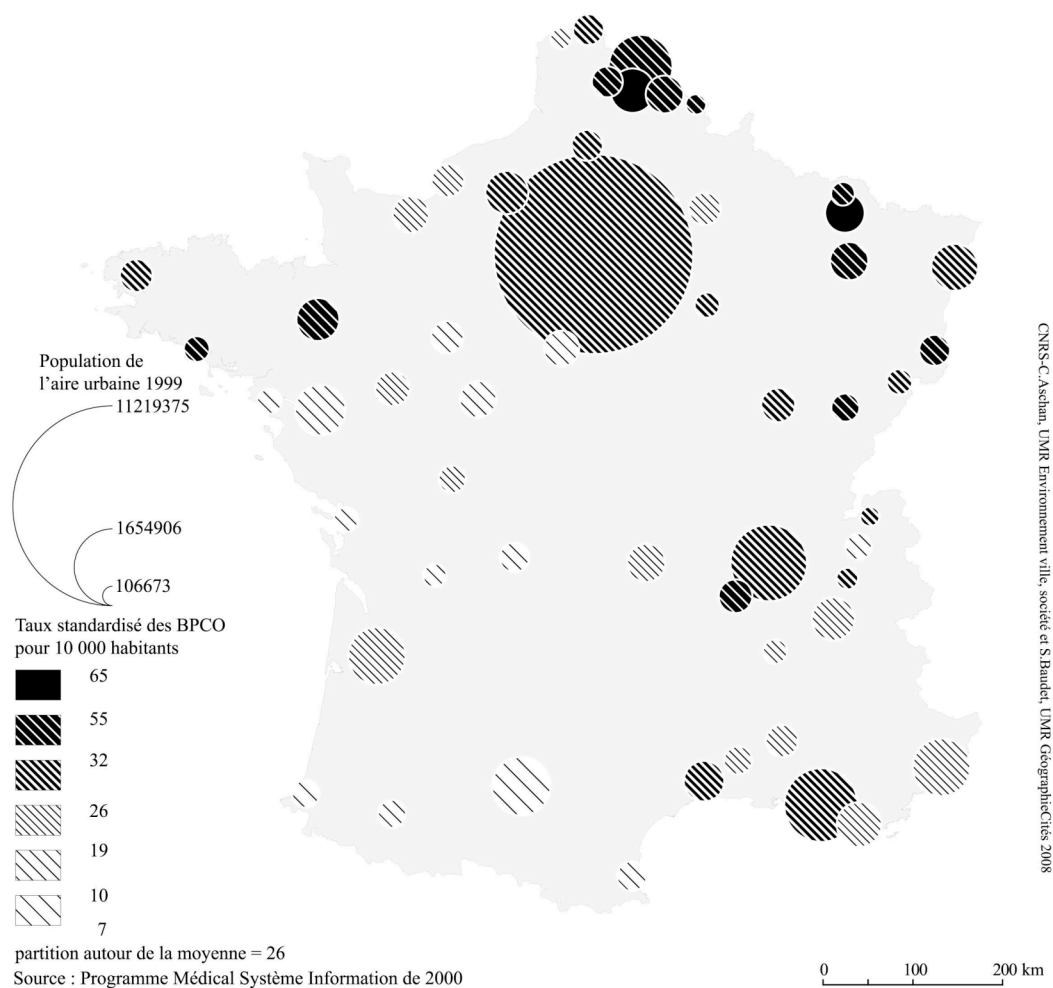 Population de
l’aire urbaine 1999
11219375
1654906
106673
Taux standardisé des BPCO
pour 10 000 habitants
65
55
32
26
19
10
7
partition autour de la moyenne = 26
Source : Programme Médical Système Information de 2000
0 100 200 km
CNRS-C.Aschan, UMR Environnement ville, société et S.Baudet, UMR GéographieCités 2008